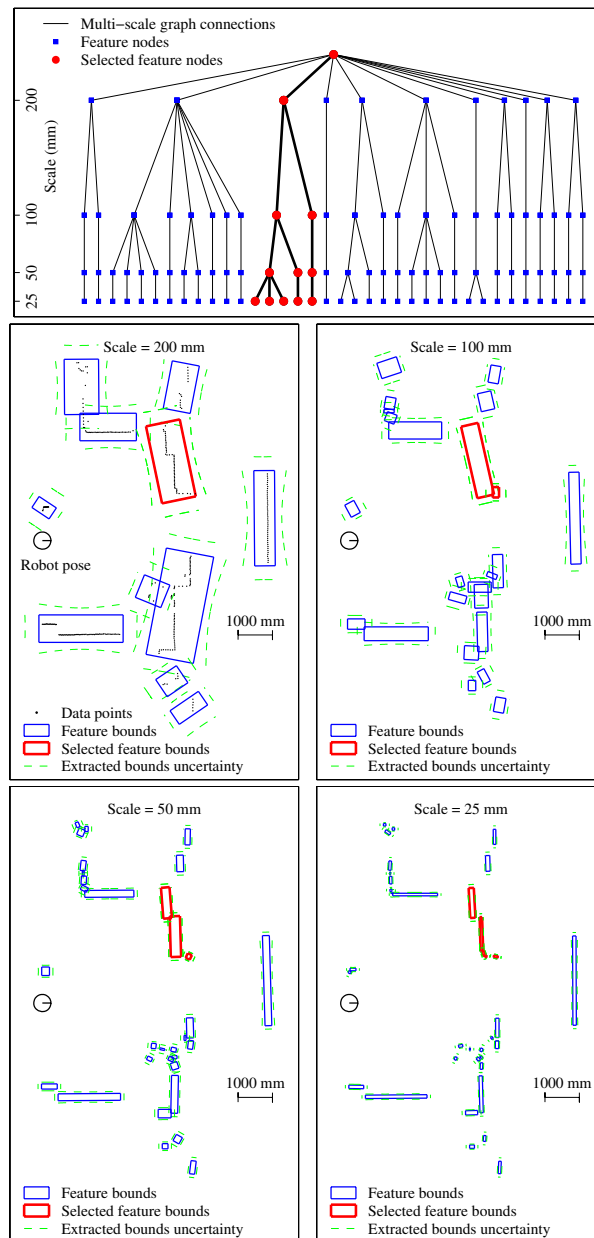 Multi−scale graph connections
Feature nodes
Selected feature nodes
Scale (mm)
200
100
50
25
Scale = 200 mm
Robot pose
1000 mm
Data points
Feature bounds
Selected feature bounds
Extracted bounds uncertainty
Scale = 100 mm
1000 mm
Feature bounds
Selected feature bounds
Extracted bounds uncertainty
Scale = 50 mm
1000 mm
Feature bounds
Selected feature bounds
Extracted bounds uncertainty
Scale = 25 mm
1000 mm
Feature bounds
Selected feature bounds
Extracted bounds uncertainty